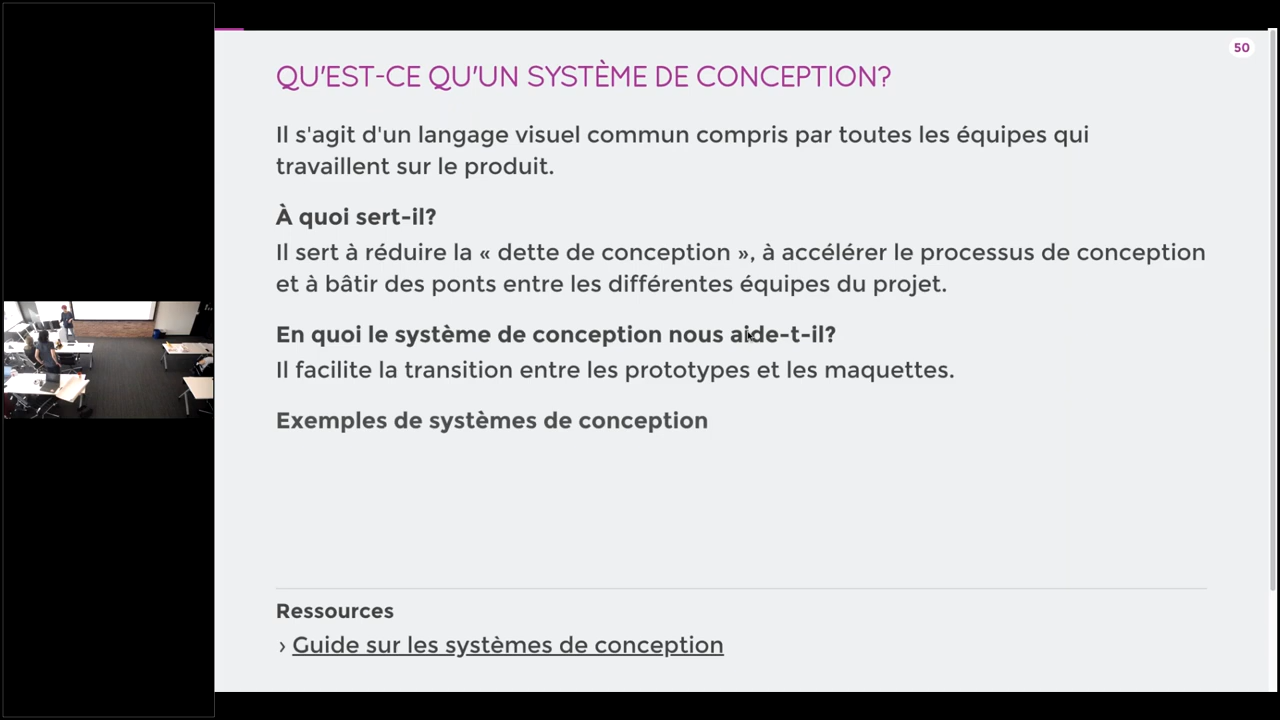 50
QU'EST-CE QU'UN SYSTÈME DE CONCEPTION?
Il s'agit d'un langage visuel commun compris par toutes les équipes qui
travaillent sur le produit.
À quoi sert-il?
Il sert à réduire la « dette de conception », à accélérer le processus de conception
et à bâtir des ponts entre les différentes équipes du projet.
En quoi le système de conception nous aide-t-il?
Il facilite la transition entre les prototypes et les maquettes.
Exemples de systèmes de conception
Ressources
› Guide sur les systèmes de conception